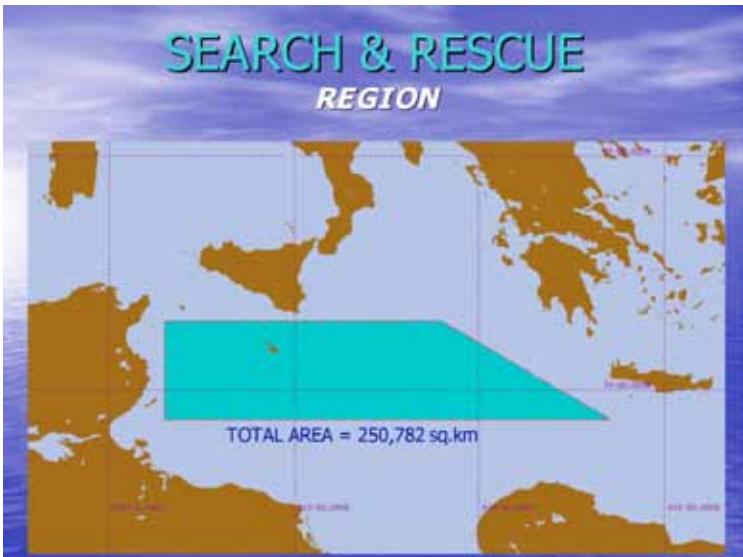 SEARCH & RESCUE
REGION
TOTAL AREA = 250,782 sq.km